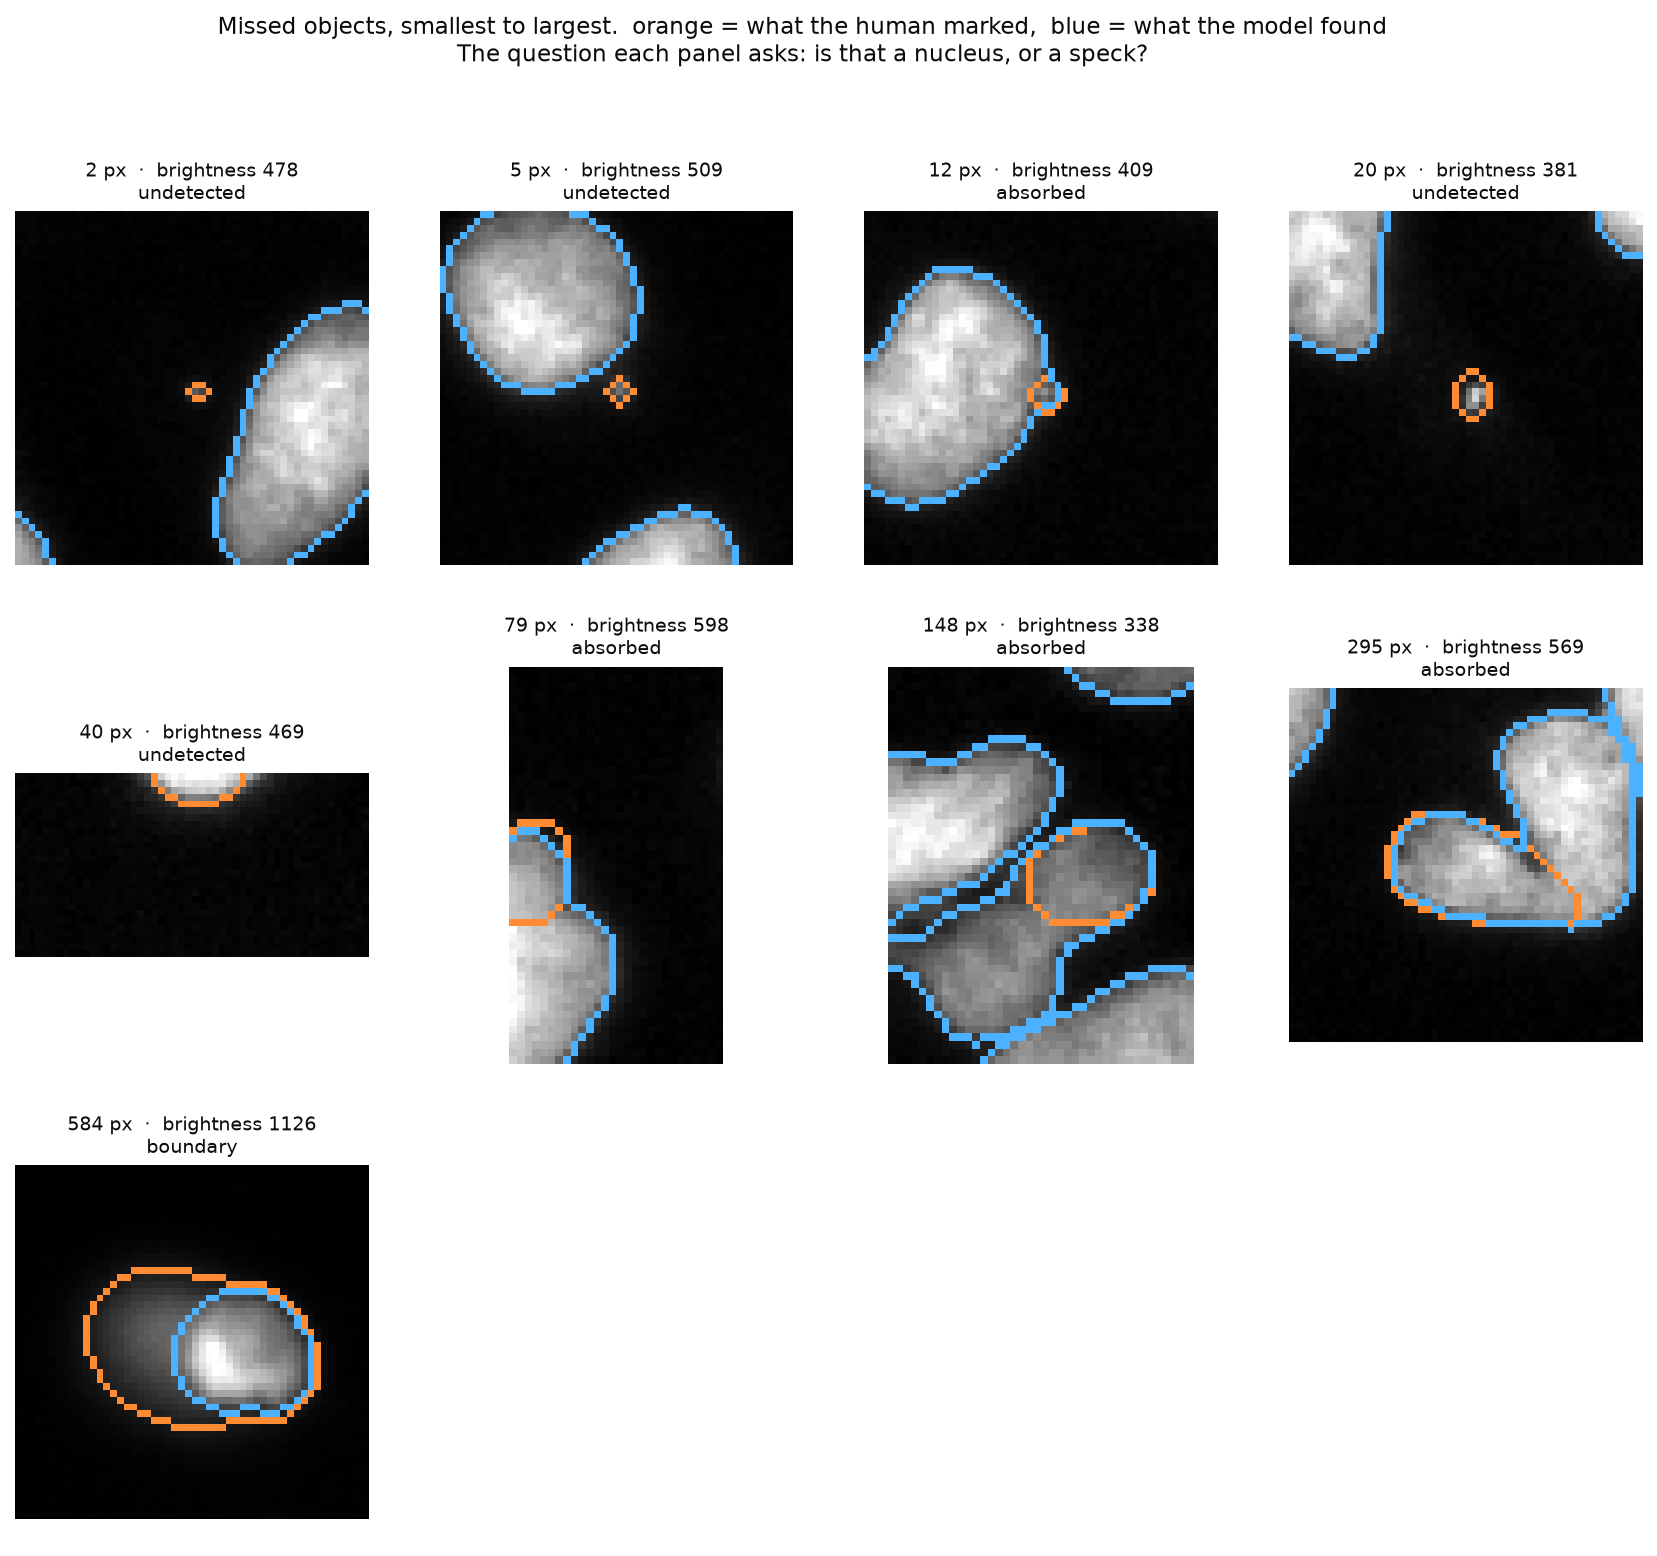 Missed objects, smallest to largest.  orange = what the human marked,  blue = what the model found
The question each panel asks: is that a nucleus, or a speck?
2 px · brightness 478
undetected
5 px · brightness 509
undetected
12 px · brightness 409
absorbed
20 px · brightness 381
undetected
40 px · brightness 469
undetected
79 px · brightness 598
absorbed
148 px · brightness 338
absorbed
295 px · brightness 569
absorbed
584 px · brightness 1126
boundary